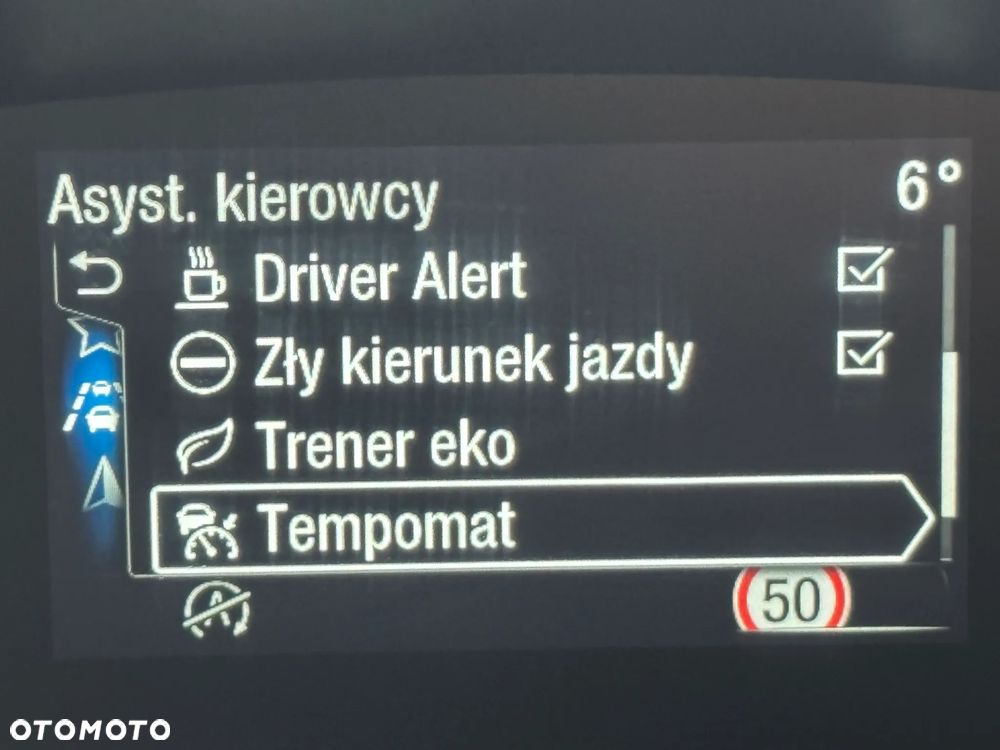 Asyst. kierowcy 6°
Driver Alert
Zły kierunek jazdy
Trener eko
Tempomat
50
OTOMOTO